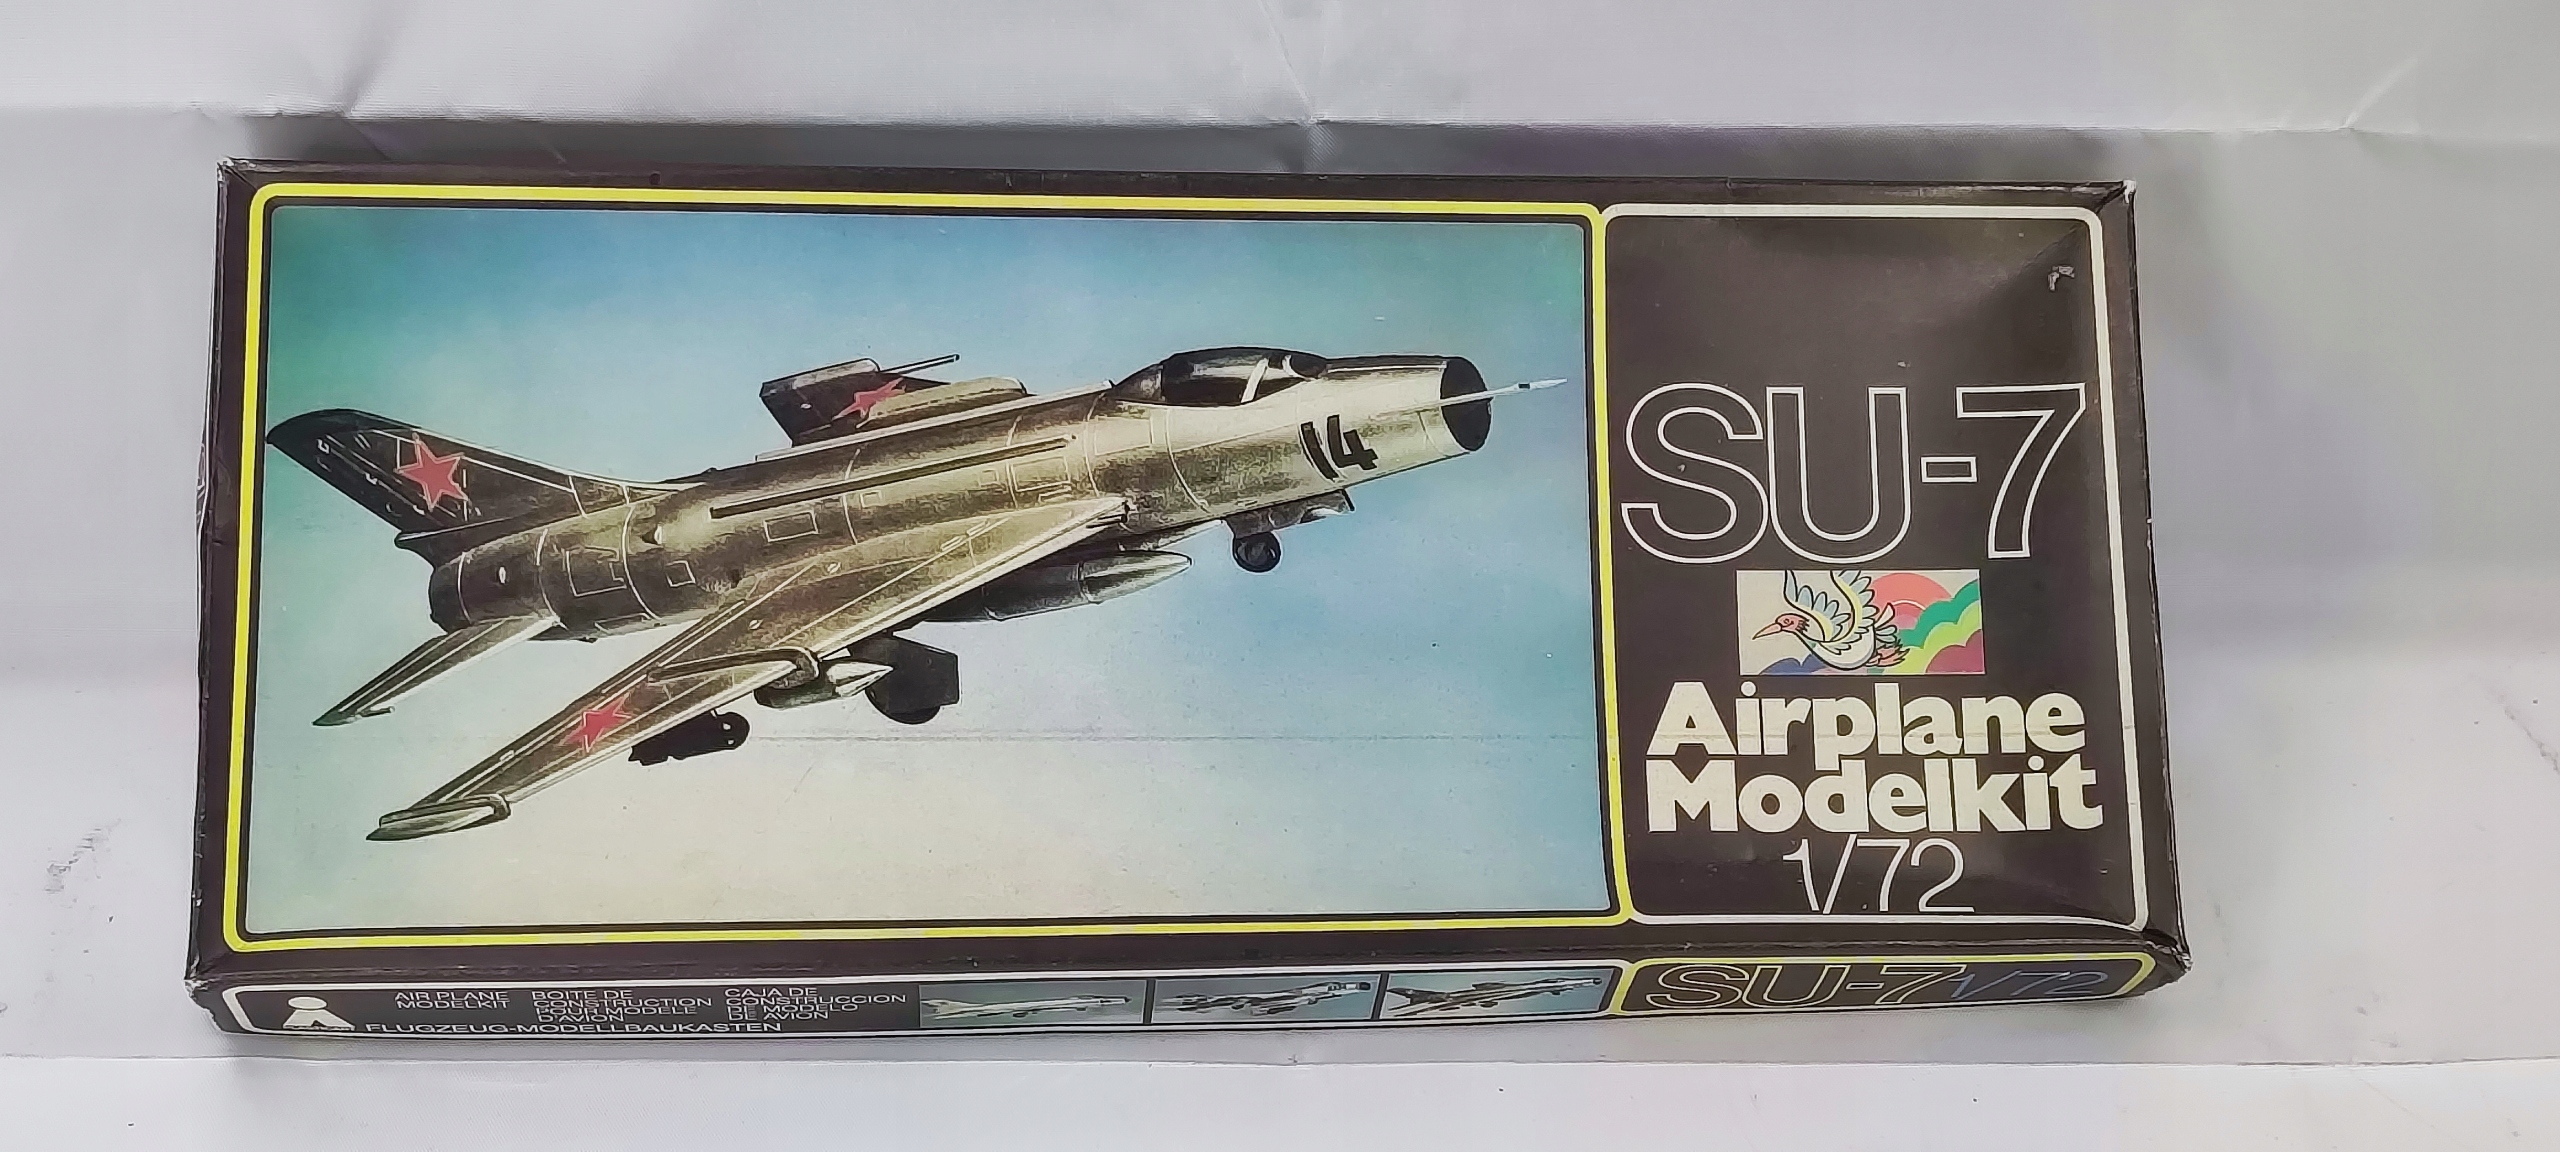 14
SU-7
Airplane
Modelkit
1/72
AIR PLANE
MODELKIT
BOITE DE
CONSTRUCTION
POUR MODELE
D'AVION
CAJA DE
CONSTRUCCION
DE MODELO
DE AVION
FLUGZEUG-MODELLBAUKASTEN
SU-7 1/72